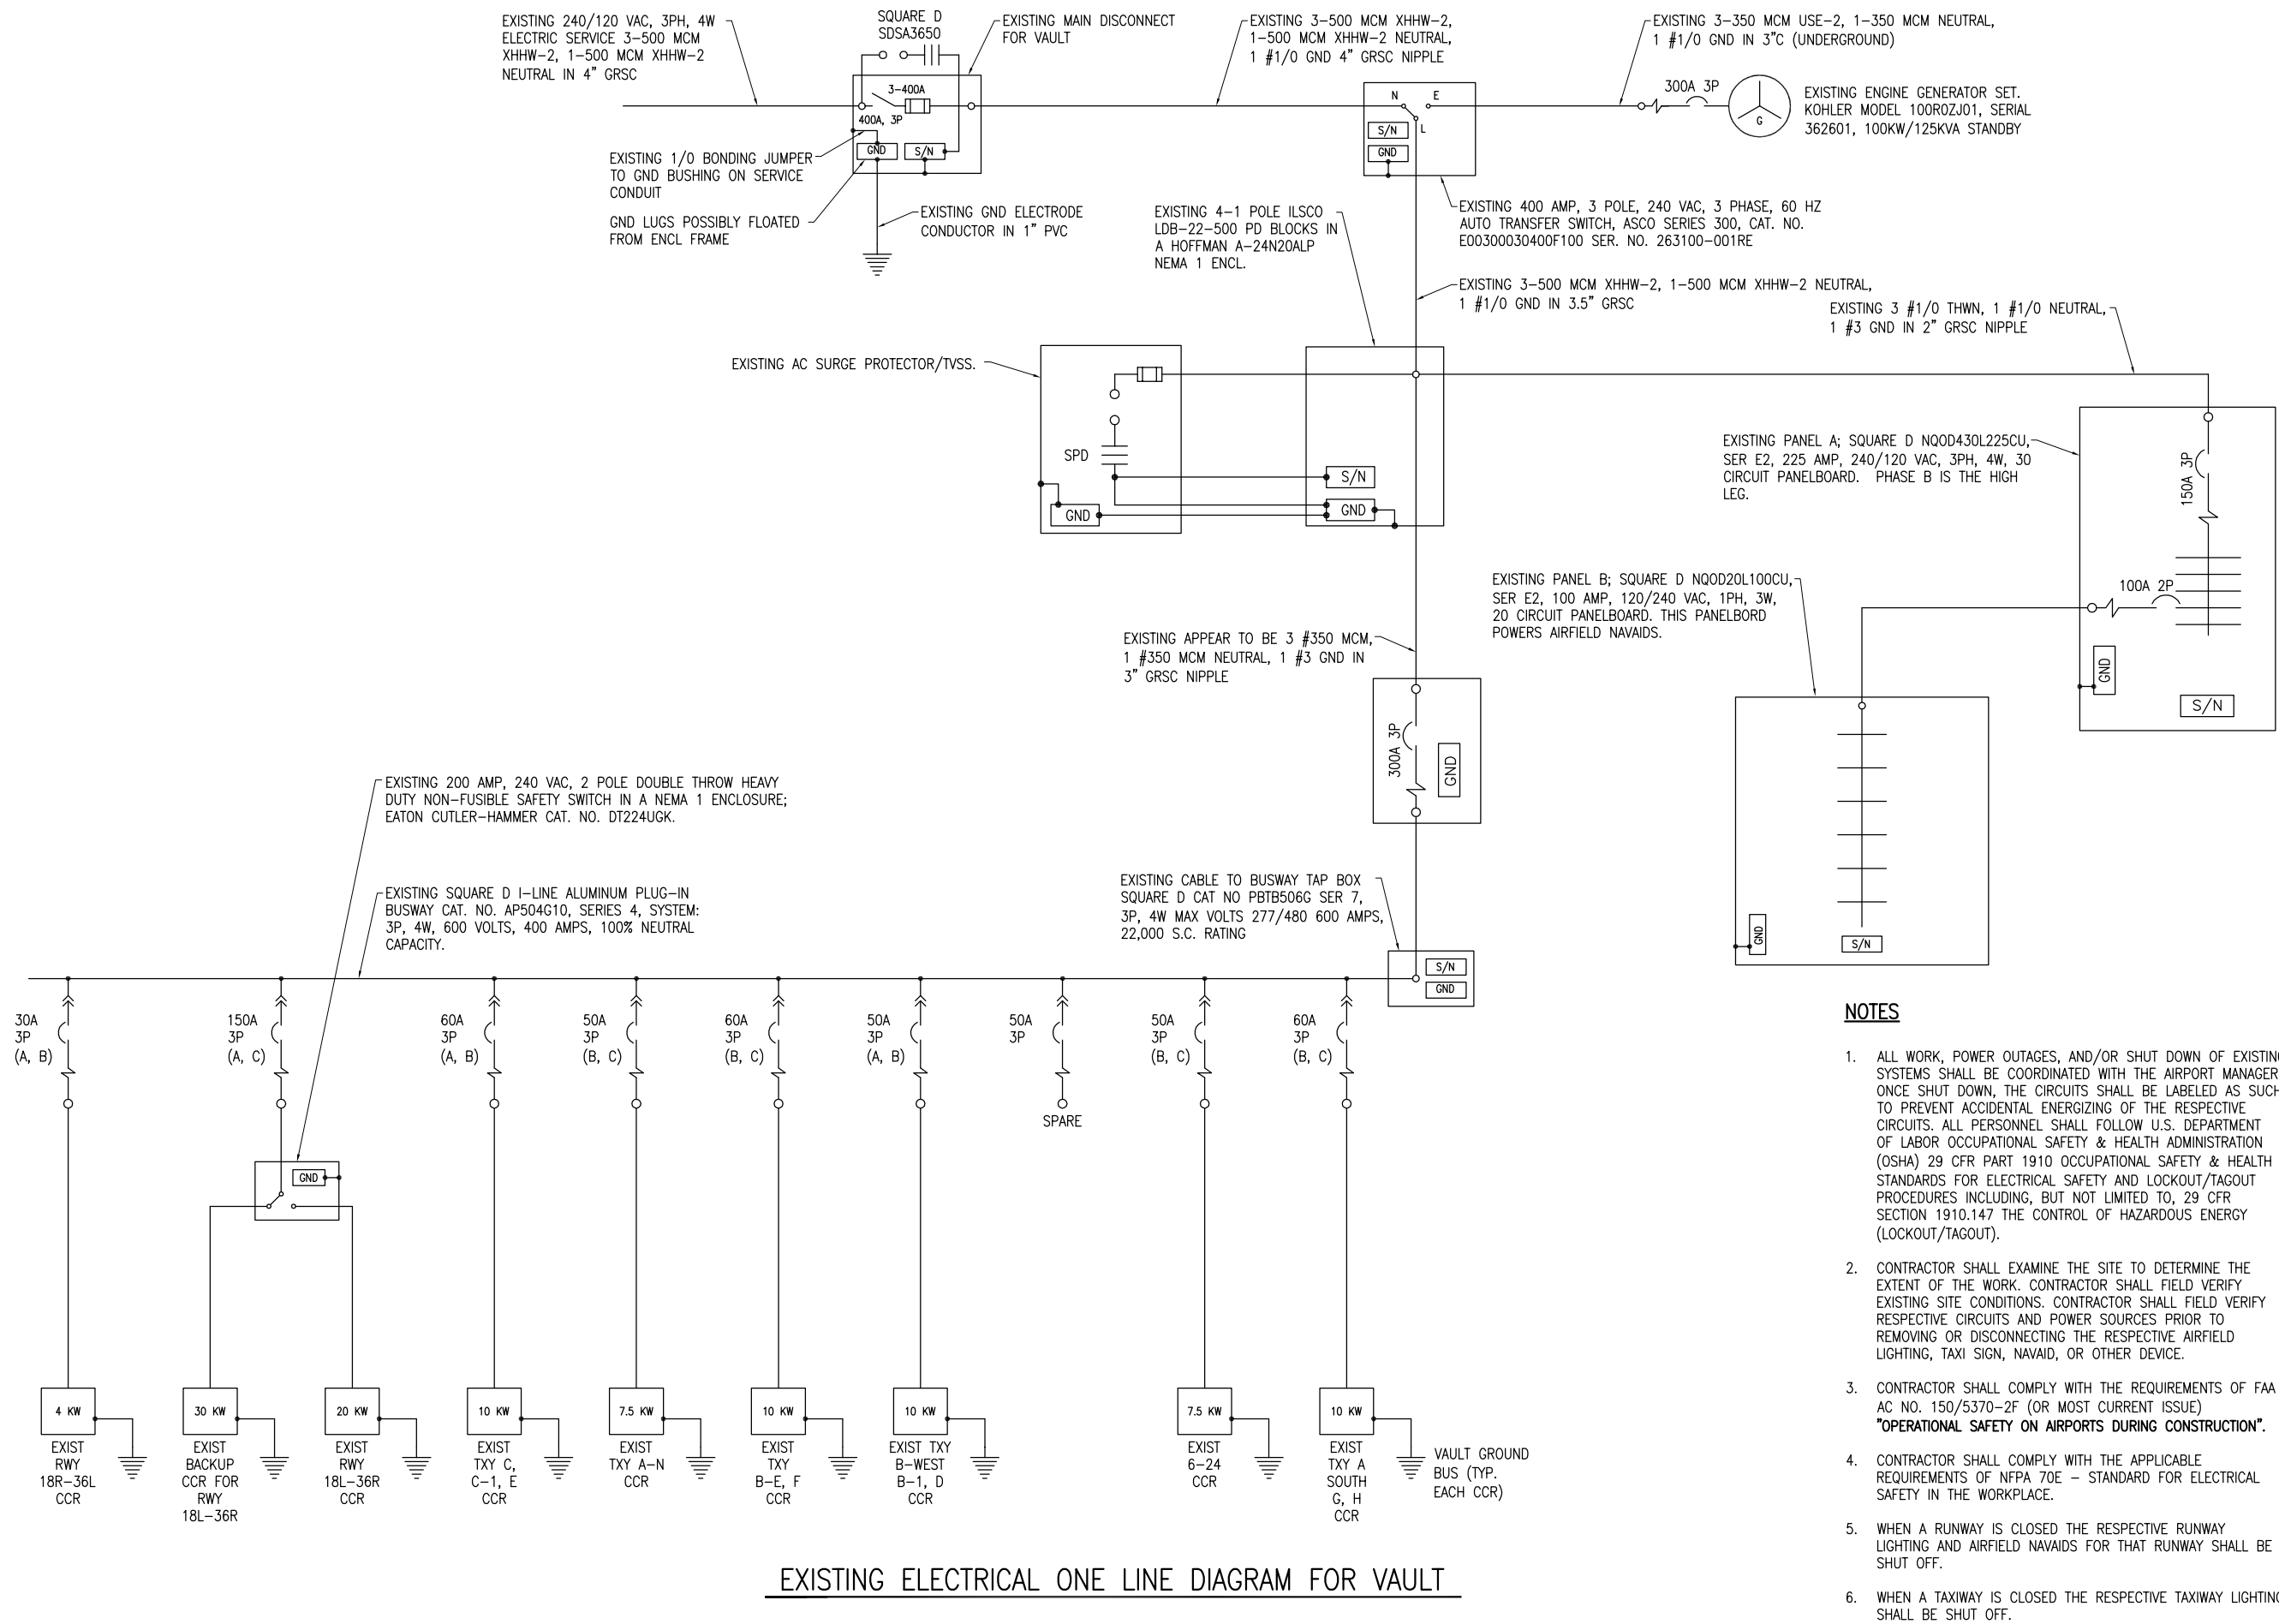 EXISTING 240/120 VAC, 3PH, 4W
ELECTRIC SERVICE 3-500 MCM
XHHW-2, 1-500 MCM XHHW-2
NEUTRAL IN 4" GRSC
SQUARE D
SDSA3650
EXISTING MAIN DISCONNECT
FOR VAULT
EXISTING 3-500 MCM XHHW-2,
1-500 MCM XHHW-2 NEUTRAL,
1 #1/0 GND 4" GRSC NIPPLE
EXISTING 3-350 MCM USE-2, 1-350 MCM NEUTRAL,
1 #1/0 GND IN 3"C (UNDERGROUND)
3-400A
400A, 3P
GND
S/N
N
E
L
S/N
GND
300A 3P
G
EXISTING ENGINE GENERATOR SET.
KOHLER MODEL 100ROZJ01, SERIAL
362601, 100KW/125KVA STANDBY
EXISTING 1/0 BONDING JUMPER
TO GND BUSHING ON SERVICE
CONDUIT
GND LUGS POSSIBLY FLOATED
FROM ENCL FRAME
EXISTING GND ELECTRODE
CONDUCTOR IN 1" PVC
EXISTING 4-1 POLE ILSCO
LDB-22-500 PD BLOCKS IN
A HOFFMAN A-24N20ALP
NEMA 1 ENCL.
EXISTING 400 AMP, 3 POLE, 240 VAC, 3 PHASE, 60 HZ
AUTO TRANSFER SWITCH, ASCO SERIES 300, CAT. NO.
E00300030400F100 SER. NO. 263100-001RE
EXISTING 3-500 MCM XHHW-2, 1-500 MCM XHHW-2 NEUTRAL,
1 #1/0 GND IN 3.5" GRSC
EXISTING 3 #1/0 THWN, 1 #1/0 NEUTRAL,
1 #3 GND IN 2" GRSC NIPPLE
EXISTING AC SURGE PROTECTOR/TVSS.
SPD
GND
S/N
GND
EXISTING PANEL A; SQUARE D NQOD430L225CU,
SER E2, 225 AMP, 240/120 VAC, 3PH, 4W, 30
CIRCUIT PANELBOARD. PHASE B IS THE HIGH
LEG.
150A 3P
100A 2P
GND
S/N
EXISTING PANEL B; SQUARE D NQOD20L100CU,
SER E2, 100 AMP, 120/240 VAC, 1PH, 3W,
20 CIRCUIT PANELBOARD. THIS PANELBORD
POWERS AIRFIELD NAVAIDS.
GND
S/N
EXISTING APPEAR TO BE 3 #350 MCM,
1 #350 MCM NEUTRAL, 1 #3 GND IN
3" GRSC NIPPLE
300A 3P
GND
EXISTING 200 AMP, 240 VAC, 2 POLE DOUBLE THROW HEAVY
DUTY NON-FUSIBLE SAFETY SWITCH IN A NEMA 1 ENCLOSURE;
EATON CUTLER-HAMMER CAT. NO. DT224UGK.
EXISTING SQUARE D I-LINE ALUMINUM PLUG-IN
BUSWAY CAT. NO. AP504G10, SERIES 4, SYSTEM:
3P, 4W, 600 VOLTS, 400 AMPS, 100% NEUTRAL
CAPACITY.
EXISTING CABLE TO BUSWAY TAP BOX
SQUARE D CAT NO PBTB506G SER 7,
3P, 4W MAX VOLTS 277/480 600 AMPS,
22,000 S.C. RATING
S/N
GND
30A
3P
(A, B)
150A
3P
(A, C)
60A
3P
(A, B)
50A
3P
(B, C)
60A
3P
(B, C)
50A
3P
(A, B)
50A
3P
SPARE
50A
3P
(B, C)
60A
3P
(B, C)
GND
4 KW
EXIST
RWY
18R-36L
CCR
30 KW
EXIST
BACKUP
CCR FOR
RWY
18L-36R
20 KW
EXIST
RWY
18L-36R
CCR
10 KW
EXIST
TXY C,
C-1, E
CCR
7.5 KW
EXIST
TXY A-N
CCR
10 KW
EXIST
TXY
B-E, F
CCR
10 KW
EXIST TXY
B-WEST
B-1, D
CCR
7.5 KW
EXIST
6-24
CCR
10 KW
EXIST
TXY A
SOUTH
G, H
CCR
VAULT GROUND
BUS (TYP.
EACH CCR)
NOTES
1. ALL WORK, POWER OUTAGES, AND/OR SHUT DOWN OF EXISTING
SYSTEMS SHALL BE COORDINATED WITH THE AIRPORT MANAGER
ONCE SHUT DOWN, THE CIRCUITS SHALL BE LABELED AS SUCH
TO PREVENT ACCIDENTAL ENERGIZING OF THE RESPECTIVE
CIRCUITS. ALL PERSONNEL SHALL FOLLOW U.S. DEPARTMENT
OF LABOR OCCUPATIONAL SAFETY & HEALTH ADMINISTRATION
(OSHA) 29 CFR PART 1910 OCCUPATIONAL SAFETY & HEALTH
STANDARDS FOR ELECTRICAL SAFETY AND LOCKOUT/TAGOUT
PROCEDURES INCLUDING, BUT NOT LIMITED TO, 29 CFR
SECTION 1910.147 THE CONTROL OF HAZARDOUS ENERGY
(LOCKOUT/TAGOUT).
2. CONTRACTOR SHALL EXAMINE THE SITE TO DETERMINE THE
EXTENT OF THE WORK. CONTRACTOR SHALL FIELD VERIFY
EXISTING SITE CONDITIONS. CONTRACTOR SHALL FIELD VERIFY
RESPECTIVE CIRCUITS AND POWER SOURCES PRIOR TO
REMOVING OR DISCONNECTING THE RESPECTIVE AIRFIELD
LIGHTING, TAXI SIGN, NAVAID, OR OTHER DEVICE.
3. CONTRACTOR SHALL COMPLY WITH THE REQUIREMENTS OF FAA
AC NO. 150/5370-2F (OR MOST CURRENT ISSUE)
"OPERATIONAL SAFETY ON AIRPORTS DURING CONSTRUCTION".
4. CONTRACTOR SHALL COMPLY WITH THE APPLICABLE
REQUIREMENTS OF NFPA 70E - STANDARD FOR ELECTRICAL
SAFETY IN THE WORKPLACE.
5. WHEN A RUNWAY IS CLOSED THE RESPECTIVE RUNWAY
LIGHTING AND AIRFIELD NAVAIDS FOR THAT RUNWAY SHALL BE
SHUT OFF.
6. WHEN A TAXIWAY IS CLOSED THE RESPECTIVE TAXIWAY LIGHTING
SHALL BE SHUT OFF.
EXISTING ELECTRICAL ONE LINE DIAGRAM FOR VAULT